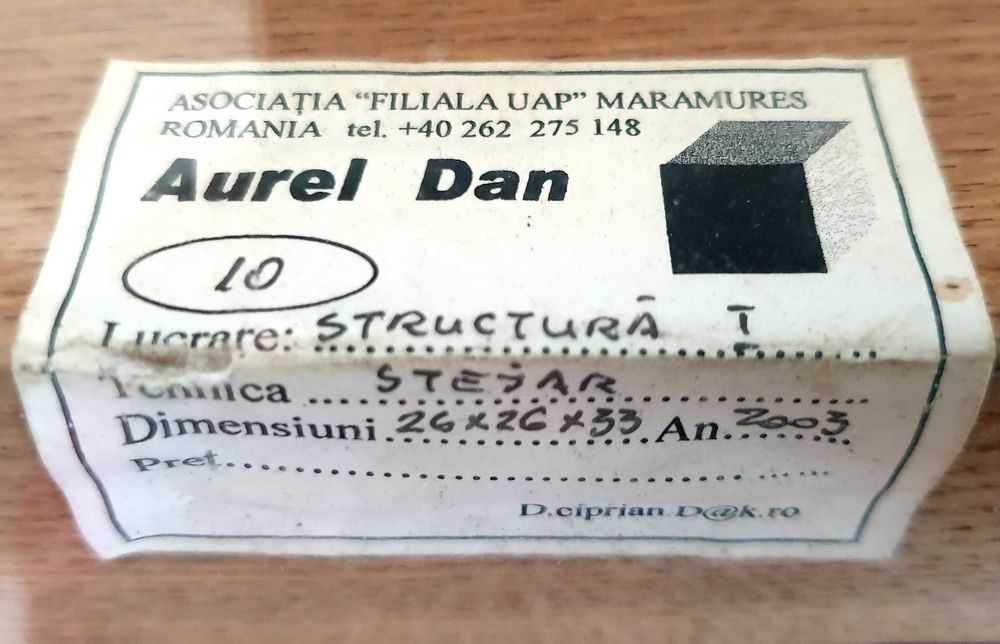 ASOCIAȚIA “FILIALA UAP” MARAMURES
ROMANIA tel. +40 262 275 148
Aurel Dan
10
Lucrare: STRUCTURĂ I
Tehnica STEJAR
Dimensiuni 26x26x33 An 2003
Preț
D.ciprian.D@k.ro